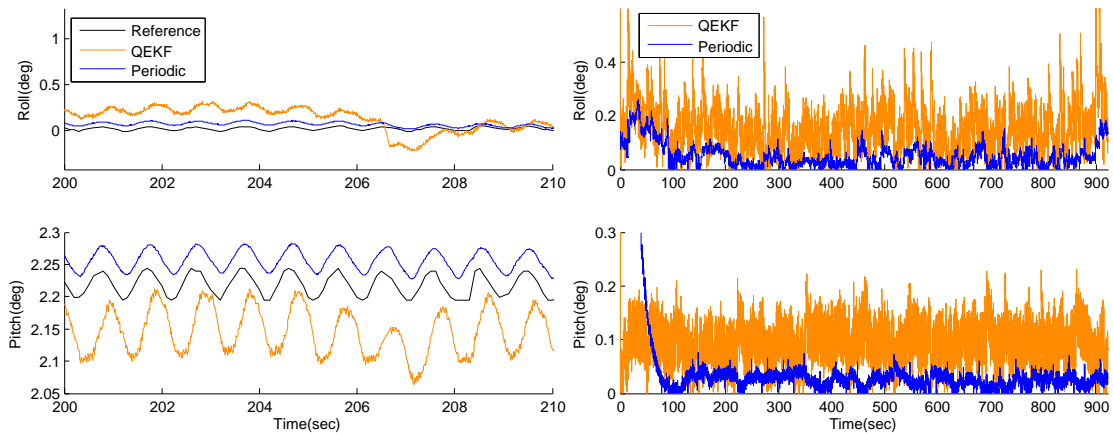 Reference
QEKF
Periodic
Roll(deg)
1
0.5
0
200 202 204 206 208 210
QEKF
Periodic
Roll(deg)
0.4
0.2
0
0 100 200 300 400 500 600 700 800 900
Pitch(deg)
2.3
2.25
2.2
2.15
2.1
2.05
200 202 204 206 208 210
Time(sec)
Pitch(deg)
0.3
0.2
0.1
0
0 100 200 300 400 500 600 700 800 900
Time(sec)